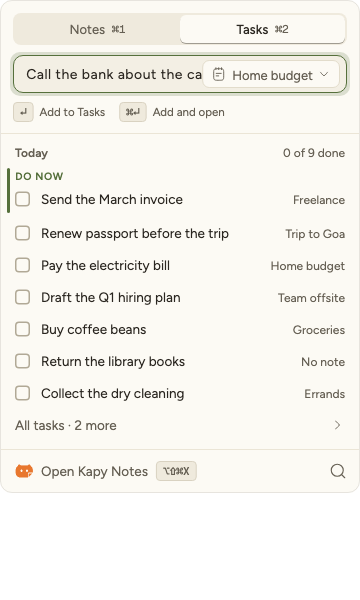 Notes ⌘1 Tasks ⌘2
Call the bank about the ca Home budget
↵ Add to Tasks ⌘↵ Add and open
Today 0 of 9 done
DO NOW
Send the March invoice Freelance
Renew passport before the trip Trip to Goa
Pay the electricity bill Home budget
Draft the Q1 hiring plan Team offsite
Buy coffee beans Groceries
Return the library books No note
Collect the dry cleaning Errands
All tasks · 2 more
Open Kapy Notes ⌥⇧⌘X